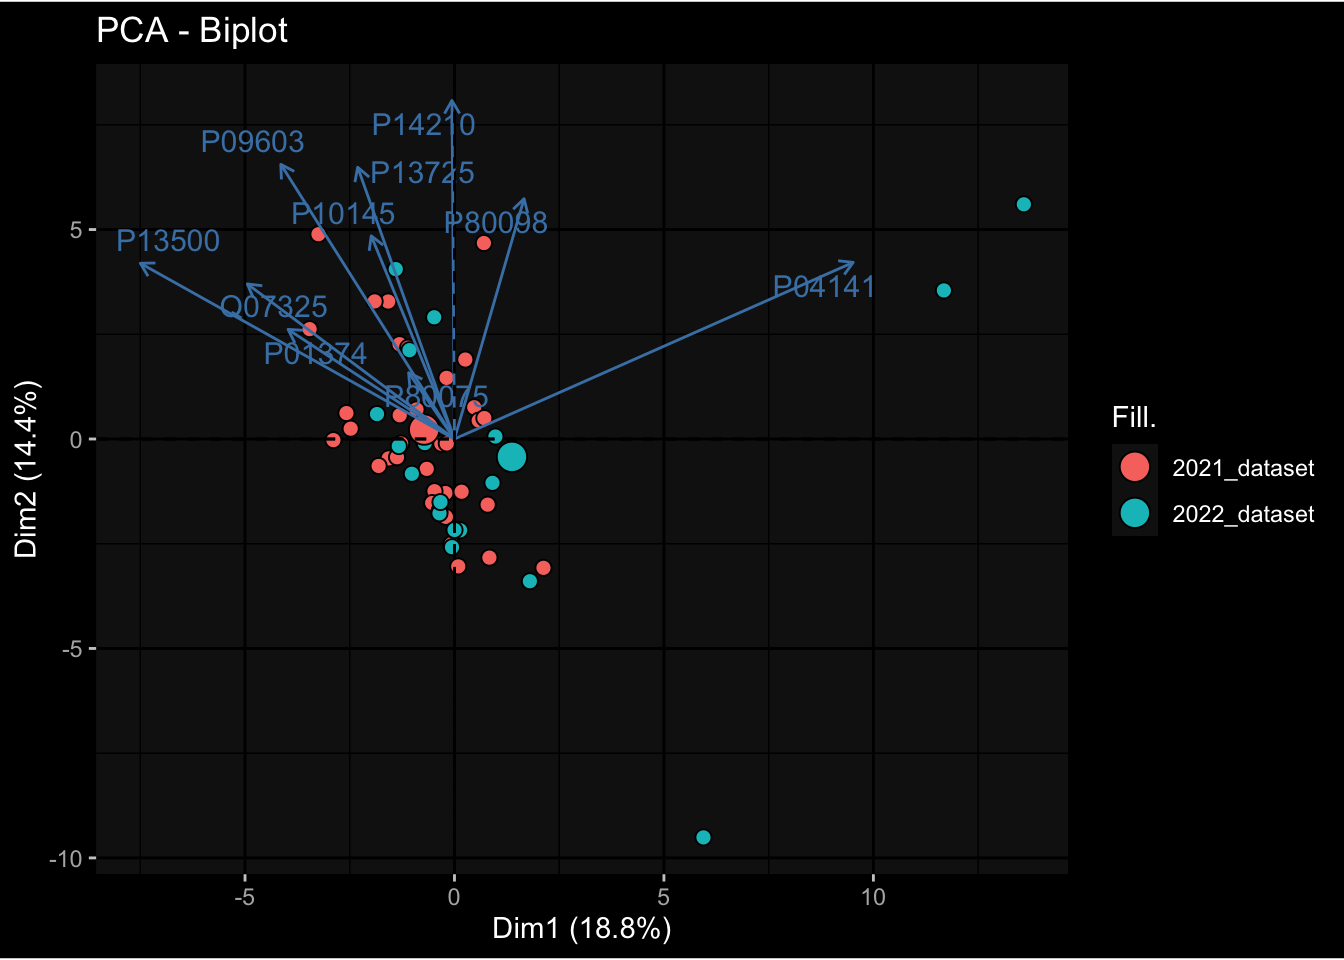 PCA - Biplot
P14210
P09603
P13725
P10145
P80098
P13500
P04141
Q07325
P01374
P80075
5
0
-5
-10
-5
0
5
10
Dim1 (18.8%)
Dim2 (14.4%)
Fill.
2021_dataset
2022_dataset